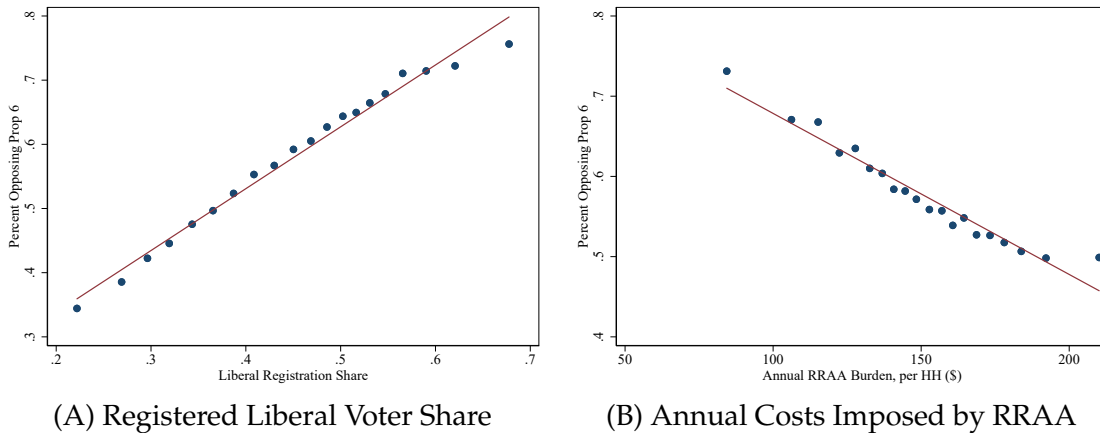 Percent Opposing Prop 6
.3 .4 .5 .6 .7 .8
.2 .3 .4 .5 .6 .7
Liberal Registration Share
(A) Registered Liberal Voter Share
Percent Opposing Prop 6
.4 .5 .6 .7 .8
50 100 150 200
Annual RRAA Burden, per HH ($)
(B) Annual Costs Imposed by RRAA